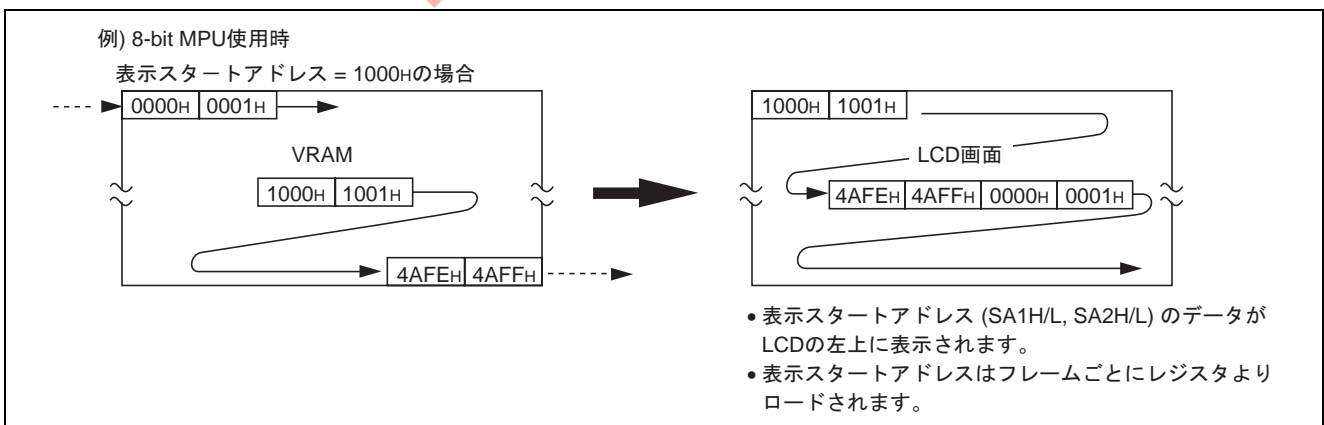 例) 8-bit MPU使用時
表示スタートアドレス = 1000Hの場合
0000H 0001H
VRAM
1000H 1001H
4AFEH 4AFFH
1000H 1001H
LCD画面
4AFEH 4AFFH 0000H 0001H
• 表示スタートアドレス (SA1H/L, SA2H/L) のデータが
LCDの左上に表示されます。
• 表示スタートアドレスはフレームごとにレジスタより
ロードされます。